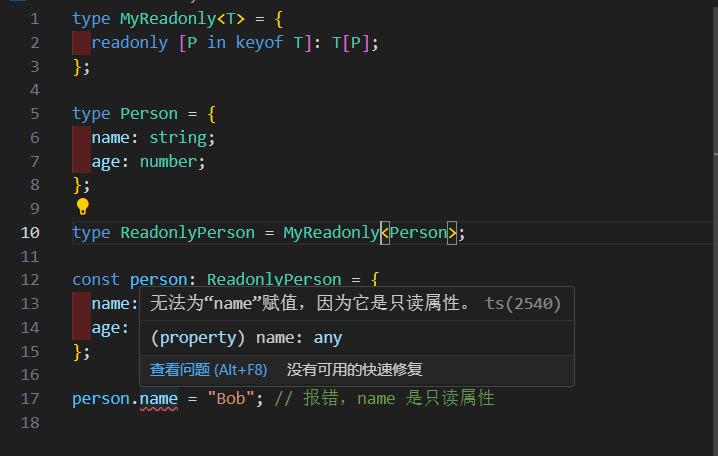 1 type MyReadonly<T> = {
2 readonly [P in keyof T]: T[P];
3 };
4
5 type Person = {
6 name: string;
7 age: number;
8 };
9
10 type ReadonlyPerson = MyReadonly<Person>;
11
12 const person: ReadonlyPerson = {
13 name:
无法为“name”赋值，因为它是只读属性。 ts(2540)
14 age:
(property) name: any
15 };
查看问题 (Alt+F8) 没有可用的快速修复
16
17 person.name = "Bob"; // 报错，name 是只读属性
18